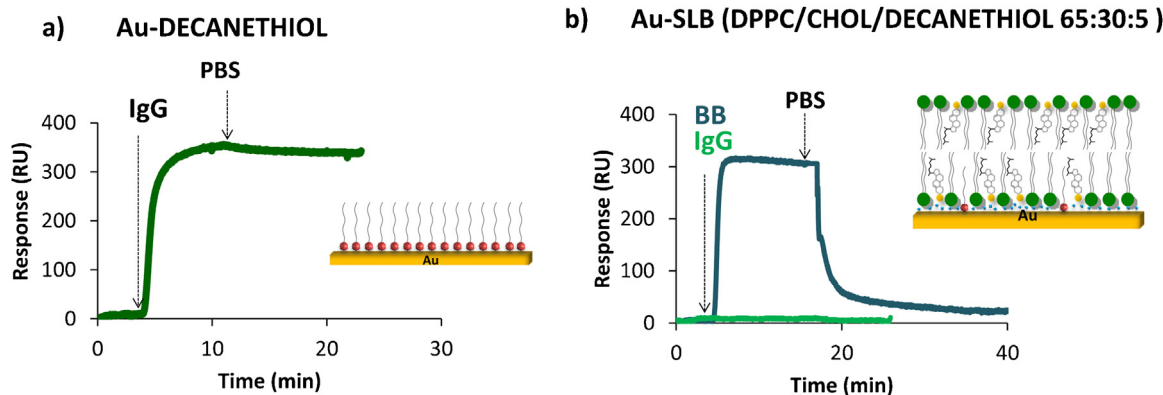 a) Au-DECANETHIOL
PBS
IgG
400
300
200
100
0
Response (RU)
0 10 20 30
Time (min)
Au
b) Au-SLB (DPPC/CHOL/DECANETHIOL 65:30:5 )
BB
IgG
PBS
400
300
200
100
0
Response (RU)
0 20 40
Time (min)
Au